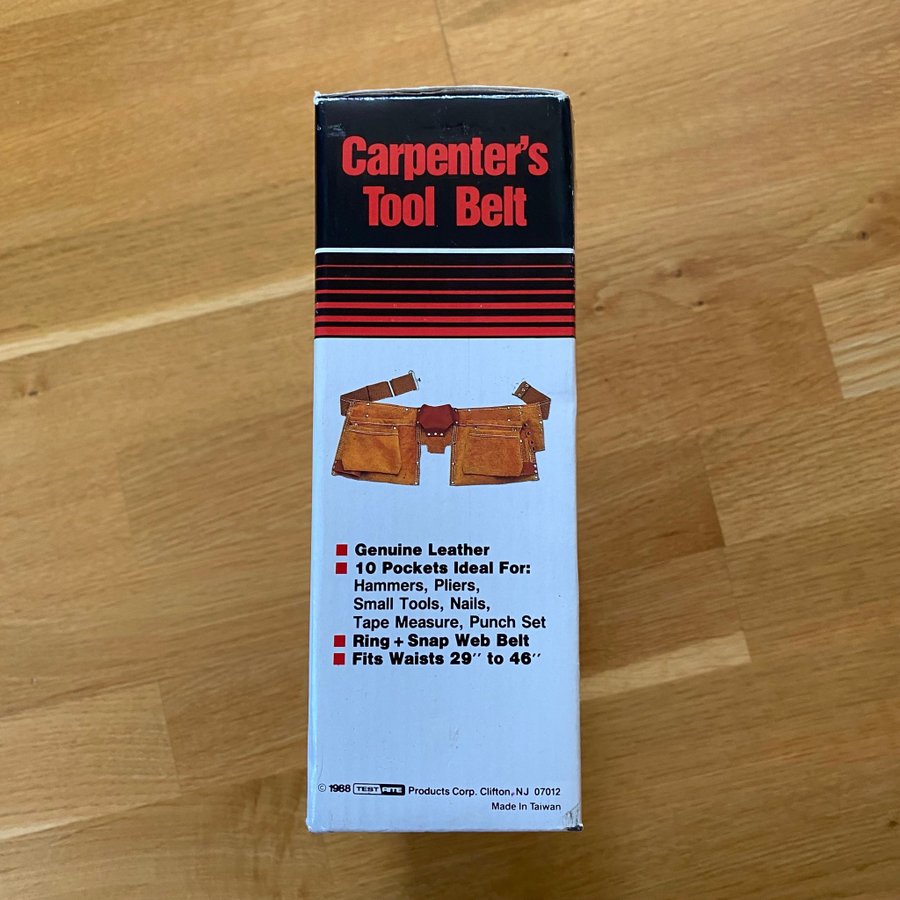 Carpenter's
Tool Belt
Genuine Leather
10 Pockets Ideal For:
Hammers, Pliers,
Small Tools, Nails,
Tape Measure, Punch Set
Ring + Snap Web Belt
Fits Waists 29″ to 46″
© 1988 TEST RITE Products Corp. Clifton, NJ 07012
Made In Taiwan